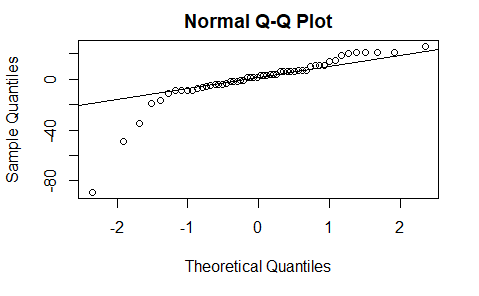 Normal Q-Q Plot
Sample Quantiles
0
-40
-80
-2
-1
0
1
2
Theoretical Quantiles